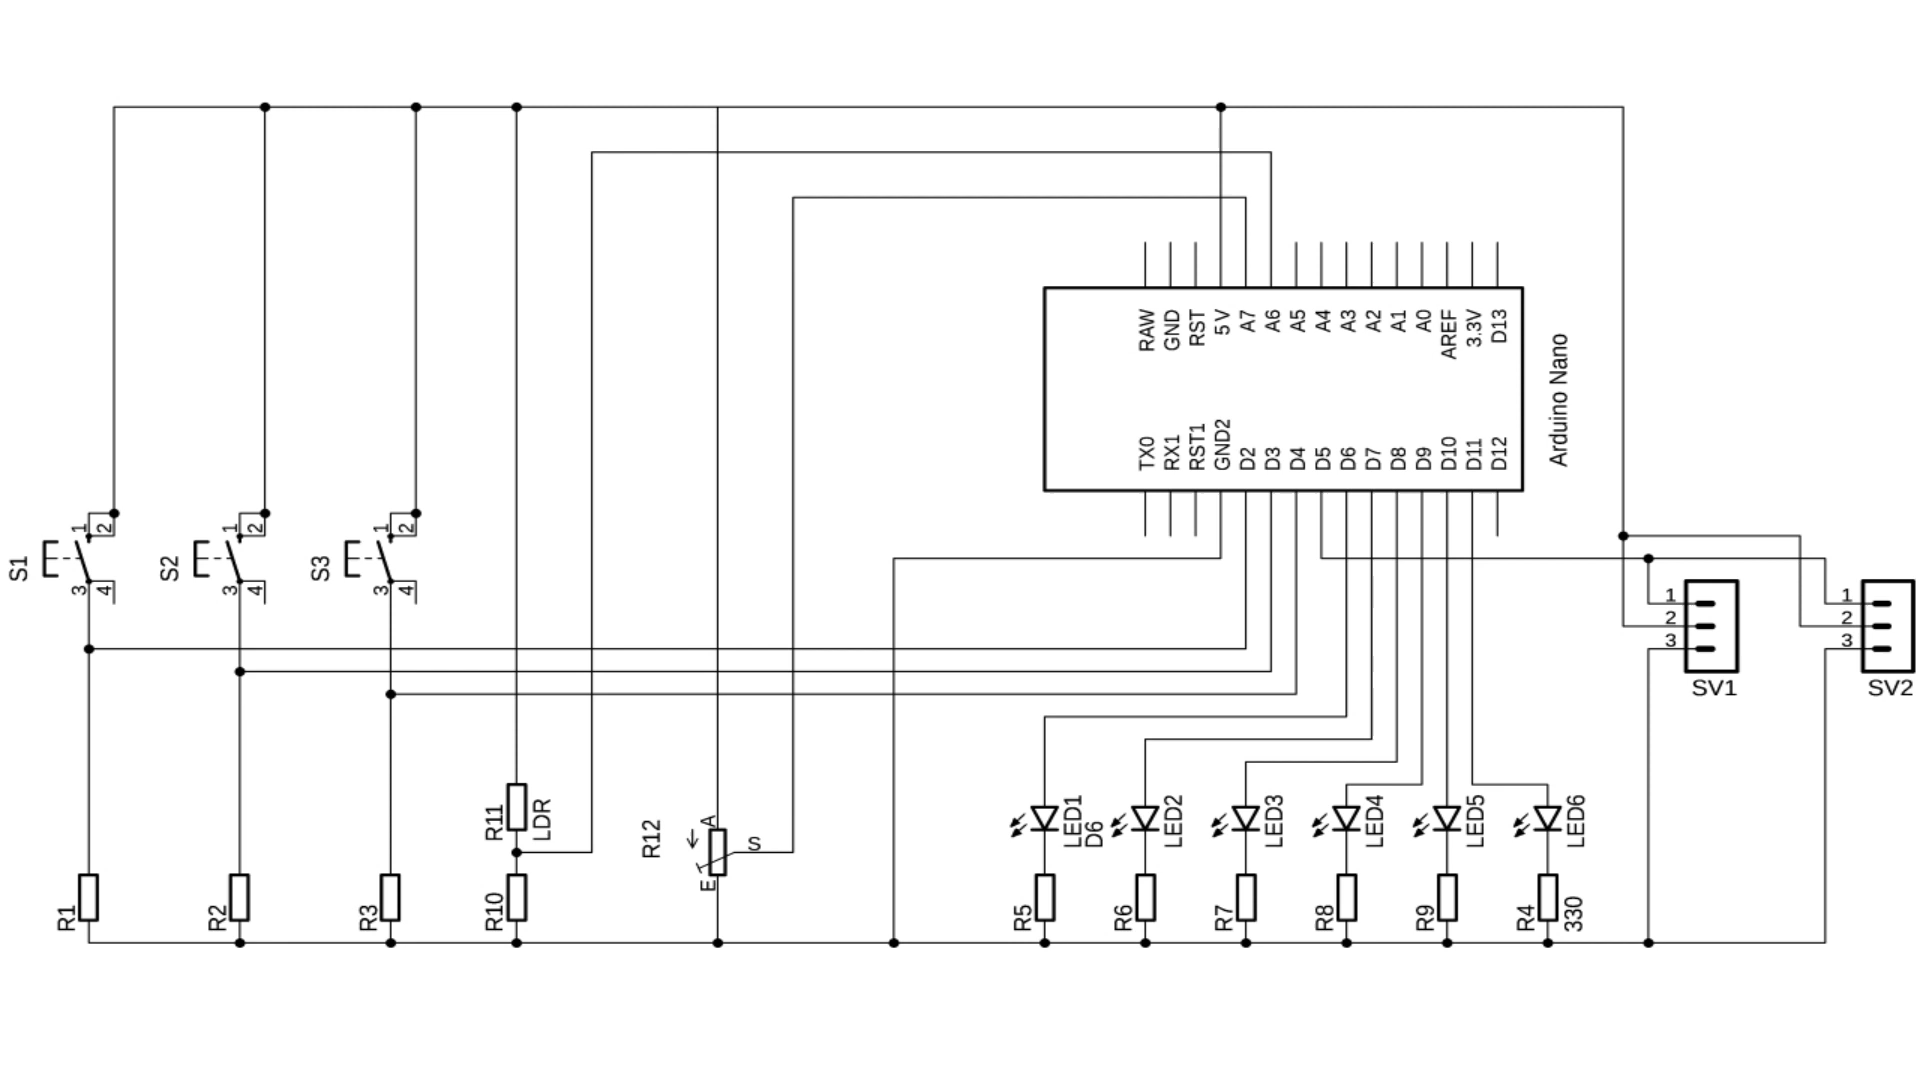 RAW
GND
RST
5 V
A7
A6
A5
A4
A3
A2
A1
A0
AREF
3.3V
D13
Arduino Nano
TX0
RX1
RST1
GND2
D2
D3
D4
D5
D6
D7
D8
D9
D10
D11
D12
S1
1
2
3
4
S2
1
2
3
4
S3
1
2
3
4
1
2
3
SV1
1
2
3
SV2
R11
LDR
R12
A
S
E
LED1
D6
LED2
LED3
LED4
LED5
LED6
R1
R2
R3
R10
R5
R6
R7
R8
R9
R4
330